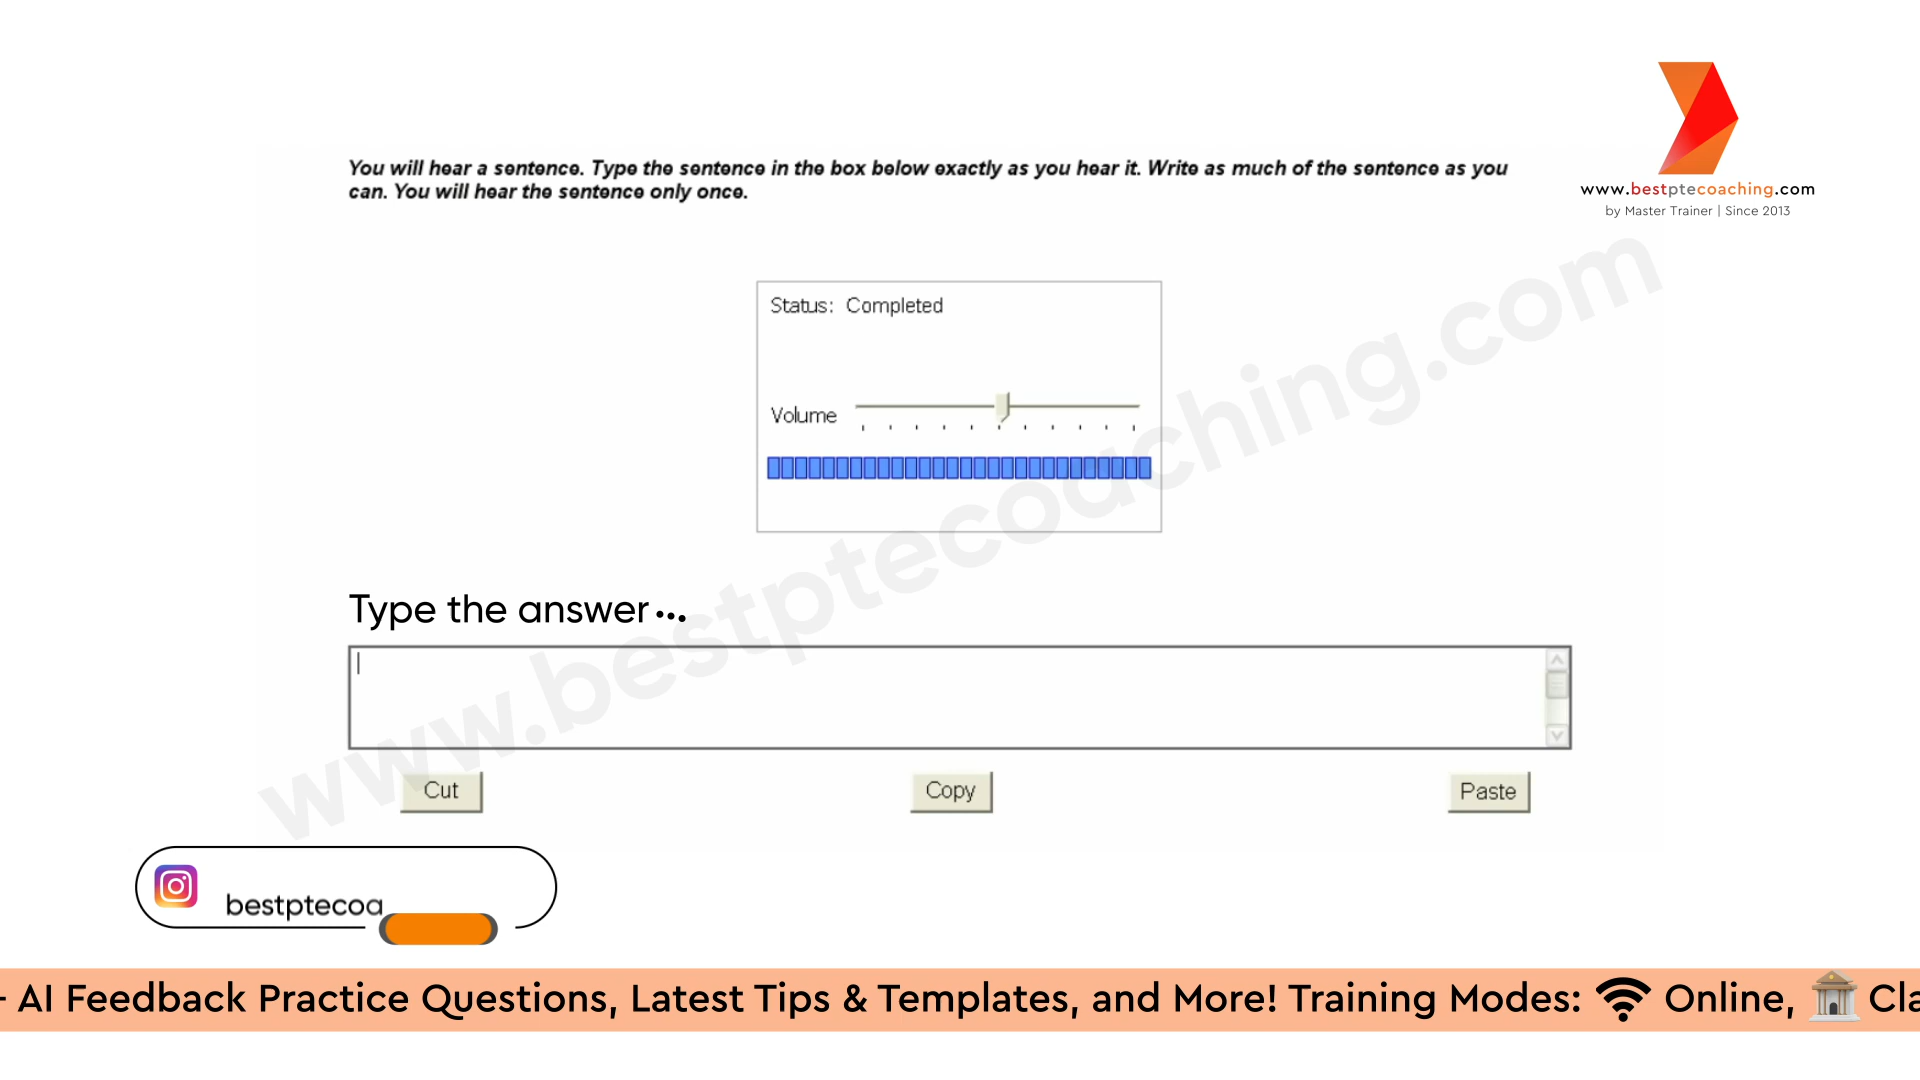 You will hear a sentence. Type the sentence in the box below exactly as you hear it. Write as much of the sentence as you
can. You will hear the sentence only once.
www.bestptecoaching.com
by Master Trainer | Since 2013
Status: Completed
Volume
www.bestptecoaching.com
Type the answer...
Cut
Copy
Paste
bestptecoa
- AI Feedback Practice Questions, Latest Tips & Templates, and More! Training Modes: Online, Cla